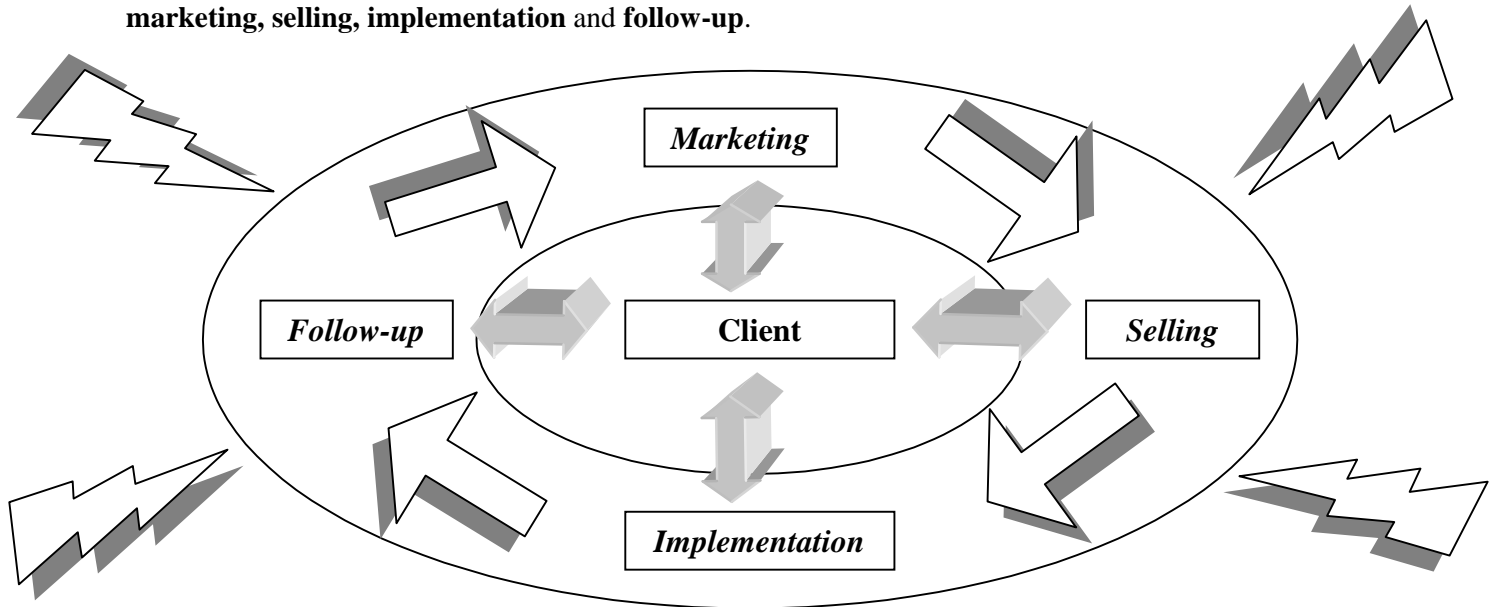 marketing, selling, implementation and follow-up.
Marketing
Follow-up
Client
Selling
Implementation